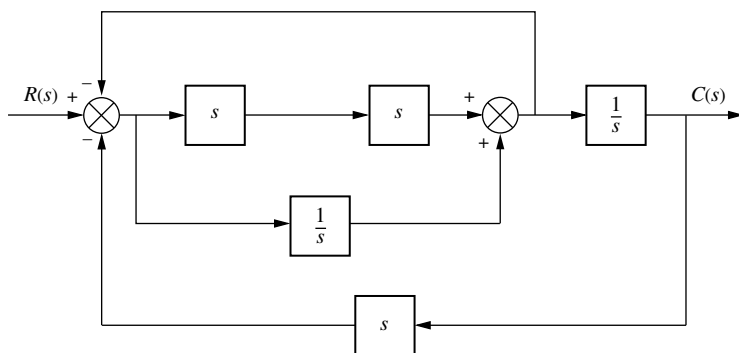 −
R(s) + s + s 1/s C(s)
−
+
1/s
s